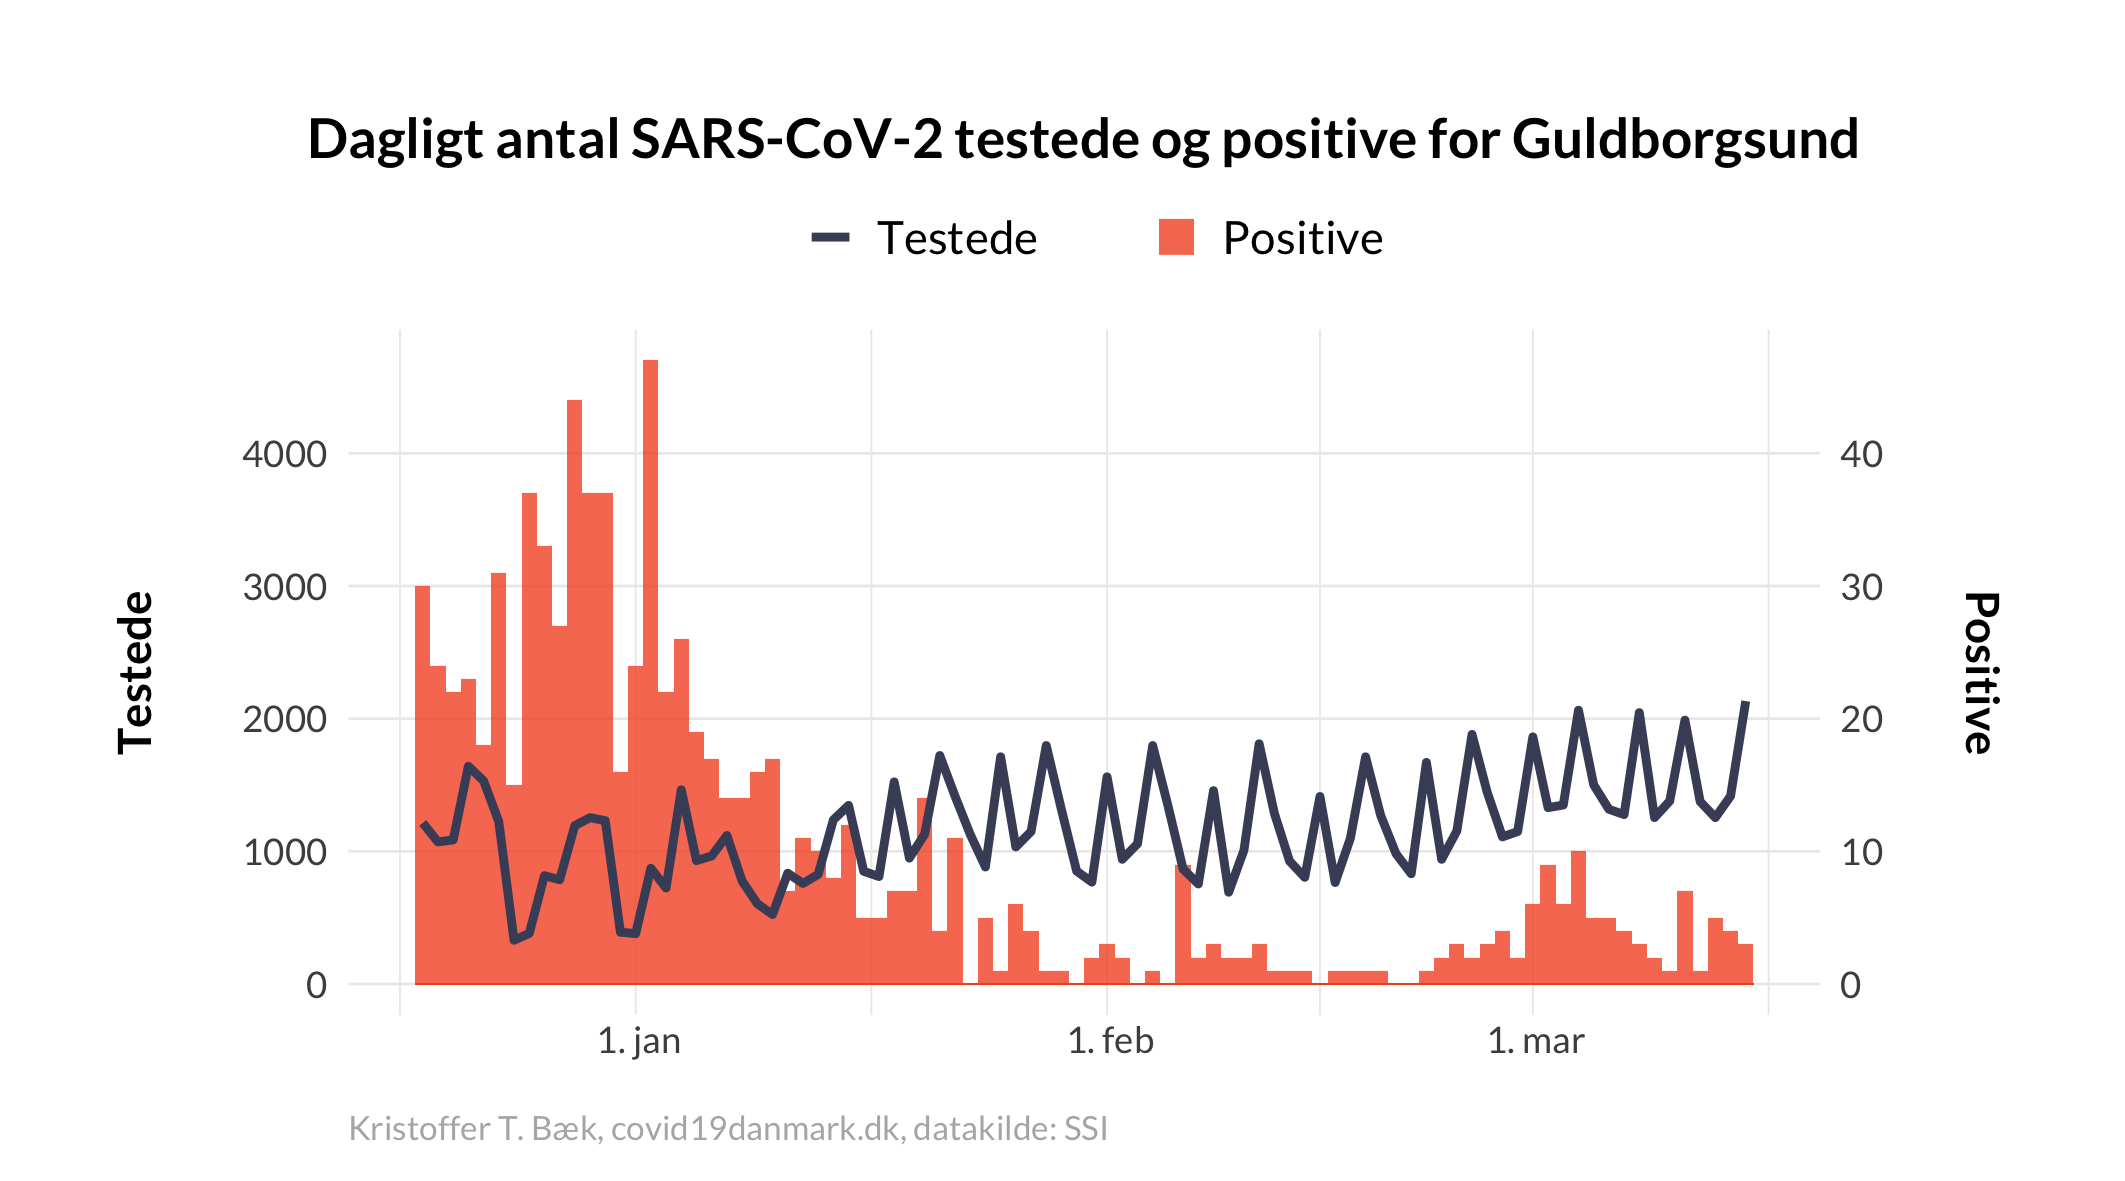 Dagligt antal SARS-CoV-2 testede og positive for Guldborgsund
Testede Positive
4000 40
3000 30
2000 20
1000 10
0 0
Testede
Positive
1. jan 1. feb 1. mar
Kristoffer T. Bæk, covid19danmark.dk, datakilde: SSI